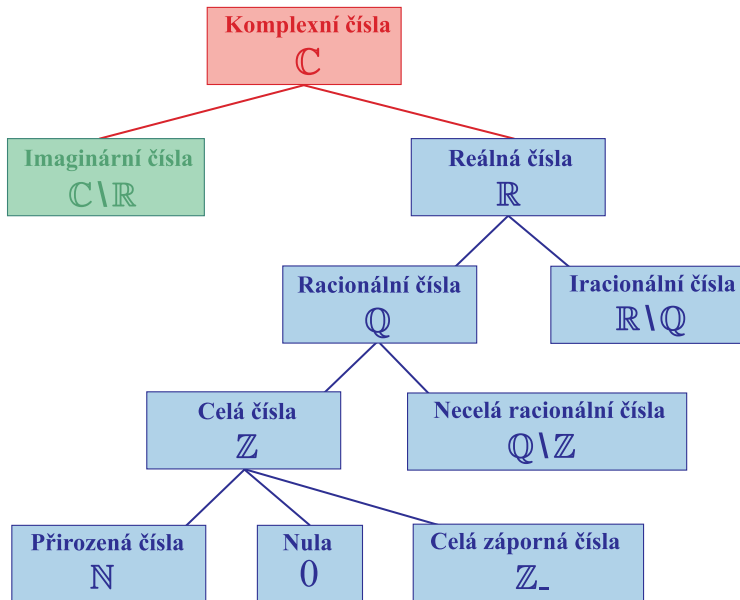 Komplexní čísla
ℂ
Imaginární čísla
ℂ\ℝ
Reálná čísla
ℝ
Racionální čísla
ℚ
Iracionální čísla
ℝ\ℚ
Celá čísla
ℤ
Necelá racionální čísla
ℚ\ℤ
Přirozená čísla
ℕ
Nula
0
Celá záporná čísla
ℤ₋